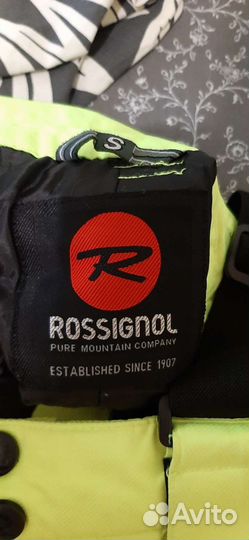 S
R
ROSSIGNOL
PURE MOUNTAIN COMPANY
ESTABLISHED SINCE 1907
Avito